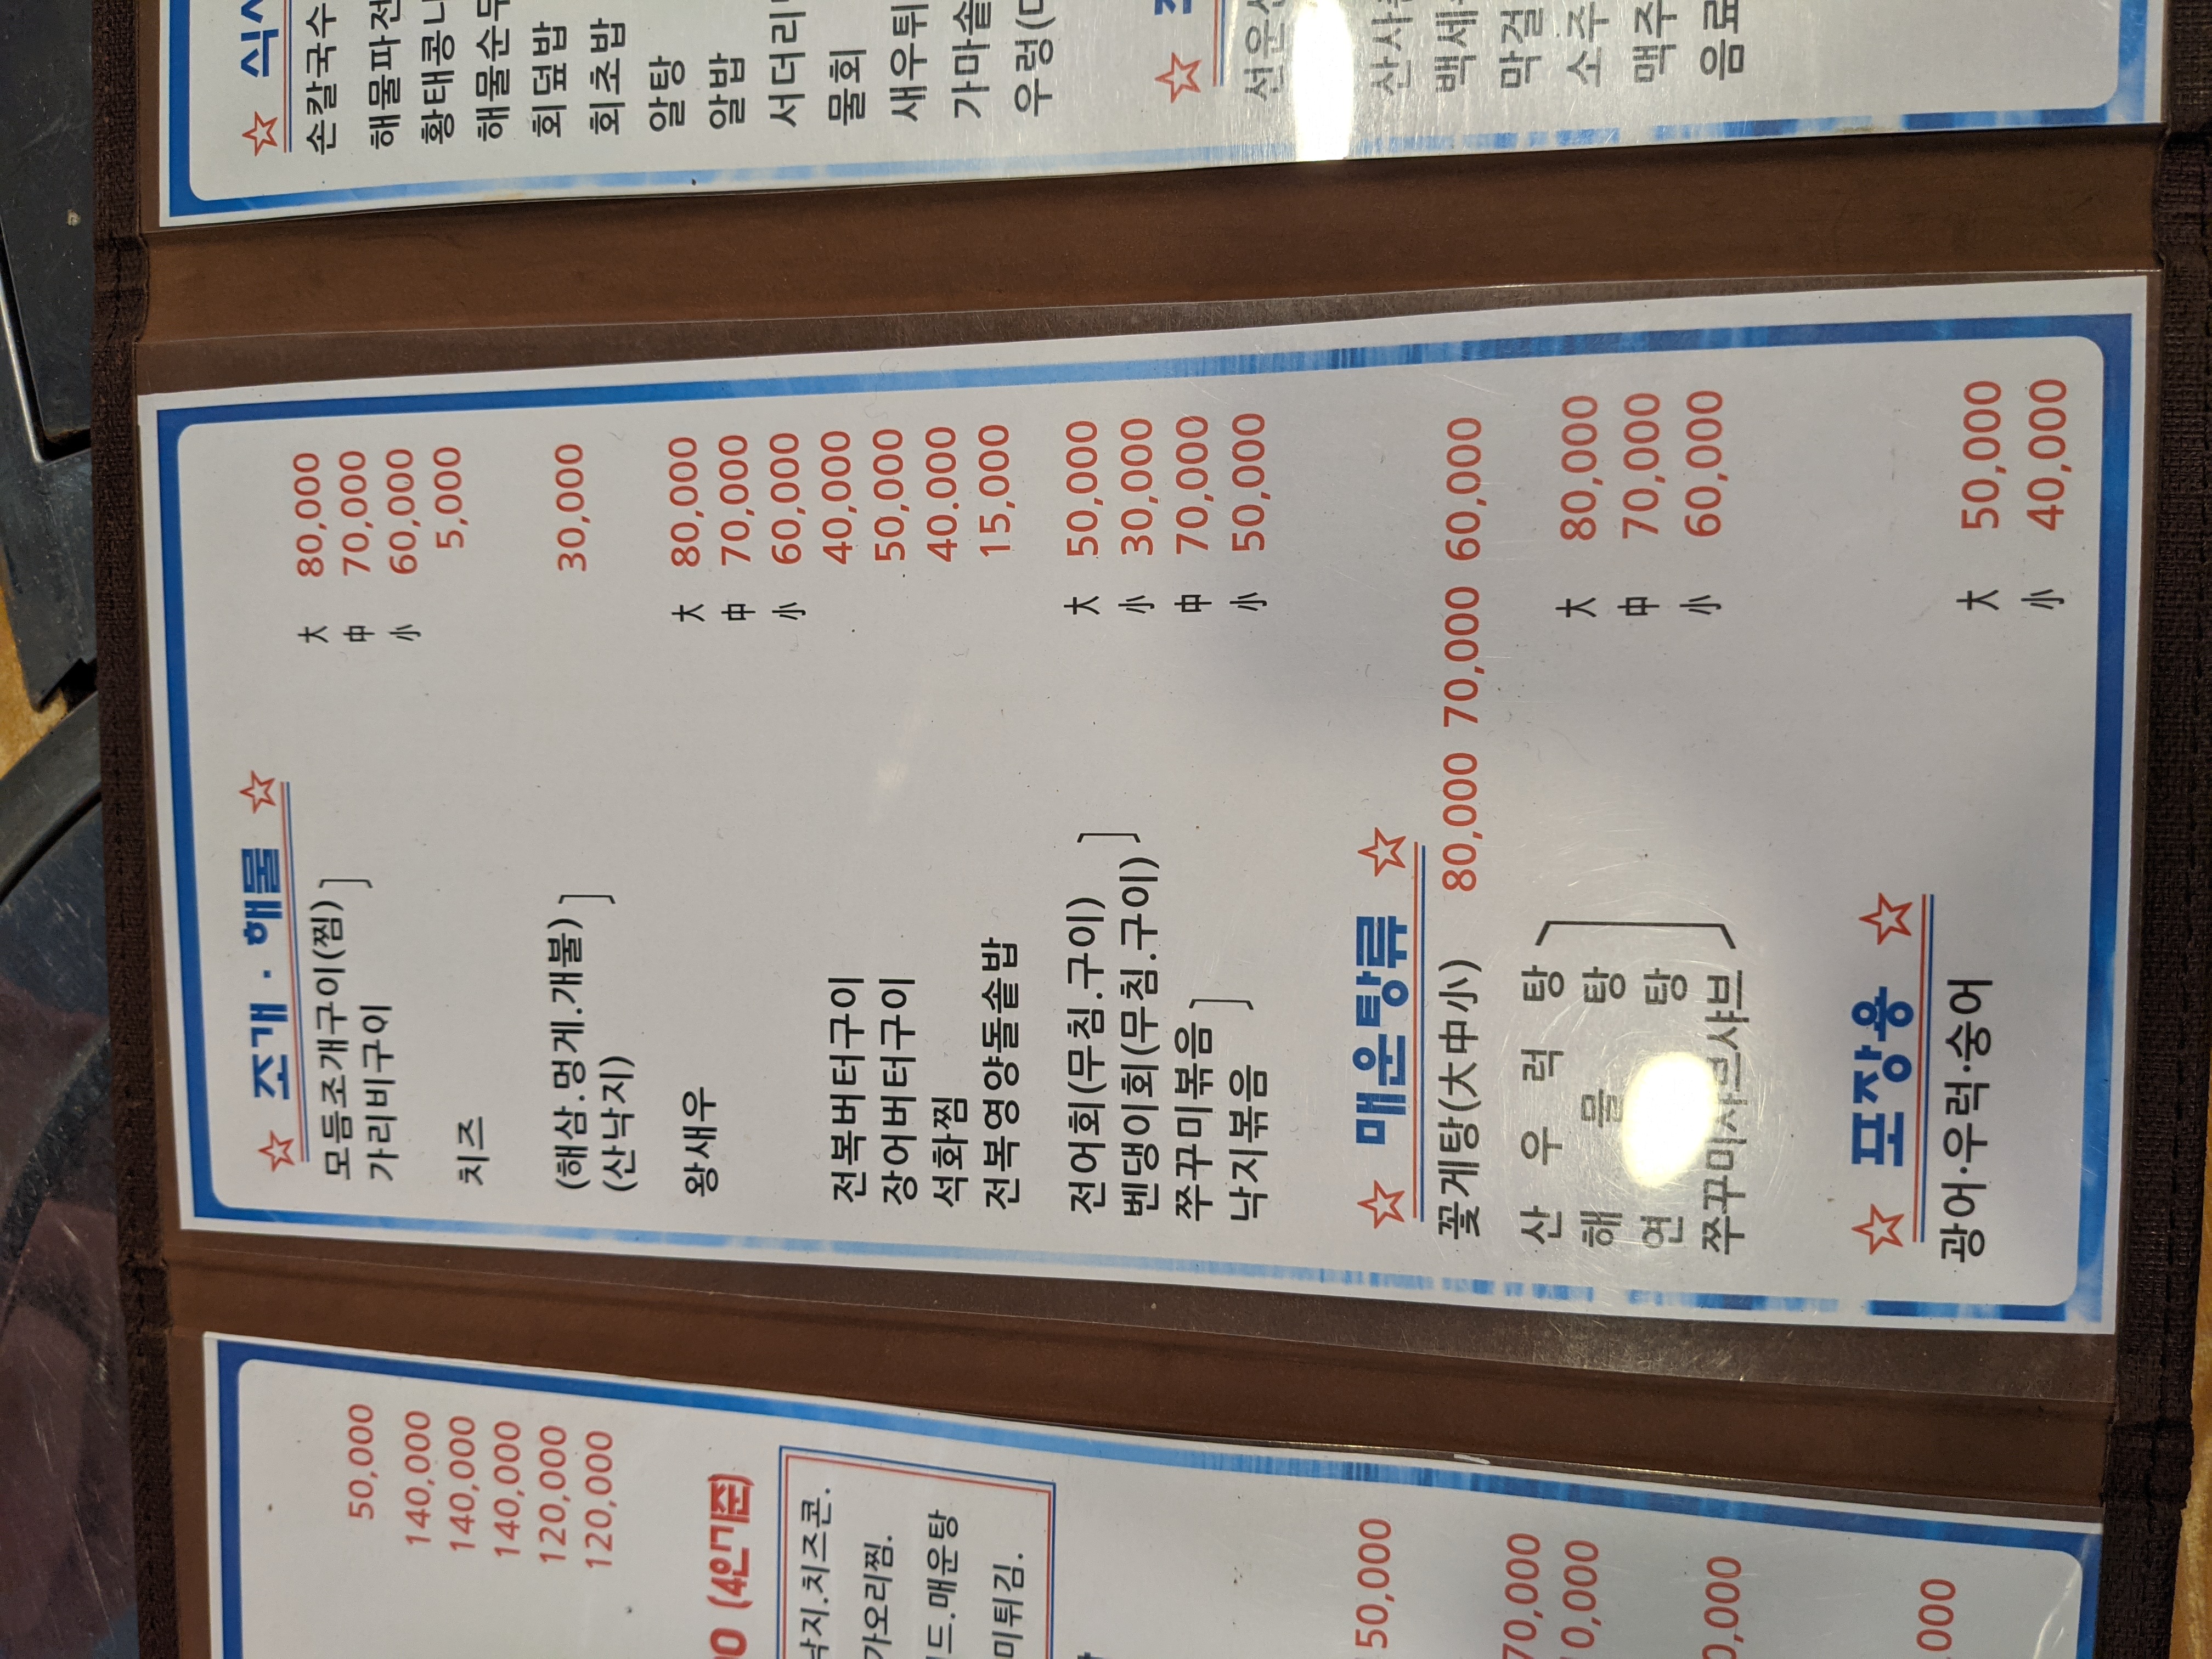 50,000
140,000
140,000
140,000
120,000
120,000
(4인기준)
낙지.치즈콘.
가오리찜.
드.매운탕
미튀김.
50,000
70,000
0,000
0,000
,000
☆ 조개 · 해물 ☆
모듬조개구이(찜) 大 80,000
가리비구이 中 70,000
小 60,000
치즈 5,000
(해삼.멍게.개불) 30,000
(산낙지)
왕새우 大 80,000
中 70,000
小 60,000
전복버터구이 40,000
장어버터구이 50,000
석화찜 40.000
전복영양돌솥밥 15,000
전어회(무침.구이) 大 50,000
벤댕이회(무침.구이) 小 30,000
쭈꾸미볶음 中 70,000
낙지볶음 小 50,000
☆ 매운탕류 ☆
꽃게탕(大中小) 80,000 70,000 60,000
산 우 럭 탕 大 80,000
해 물 탕 中 70,000
연 탕 小 60,000
쭈꾸미샤브샤브
☆ 포장용 ☆
광어·우럭·숭어 大 50,000
小 40,000
☆ 식
손칼국수
해물파전
황태콩나
해물순두
회덮밥
회초밥
알탕
알밥
서더리
물회
새우튀
가마솥
우렁(
☆
선운
산사
백세
막걸
소주
맥주
음료